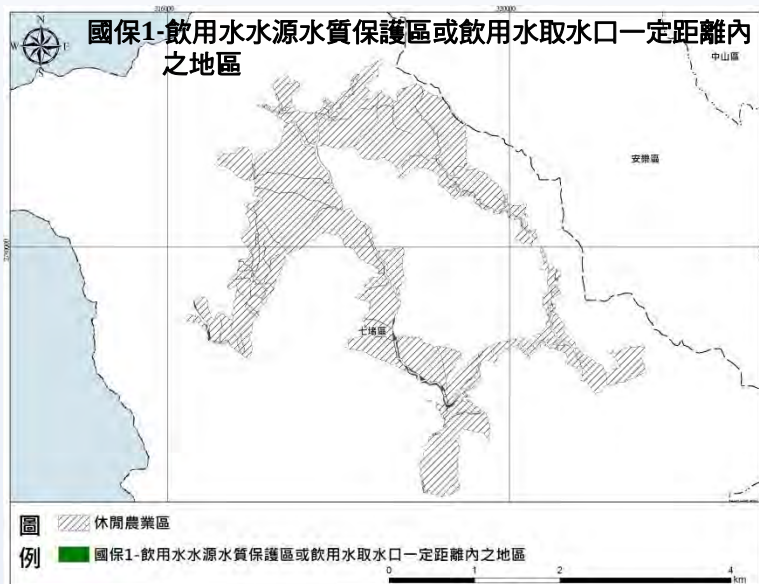 國保1-飲用水水源水質保護區或飲用水取水口一定距離內
之地區
N
W
E
S
320000
中山區
安樂區
七堵區
圖
例
休閒農業區
國保1-飲用水水源水質保護區或飲用水取水口一定距離內之地區
0
1
2
4
km